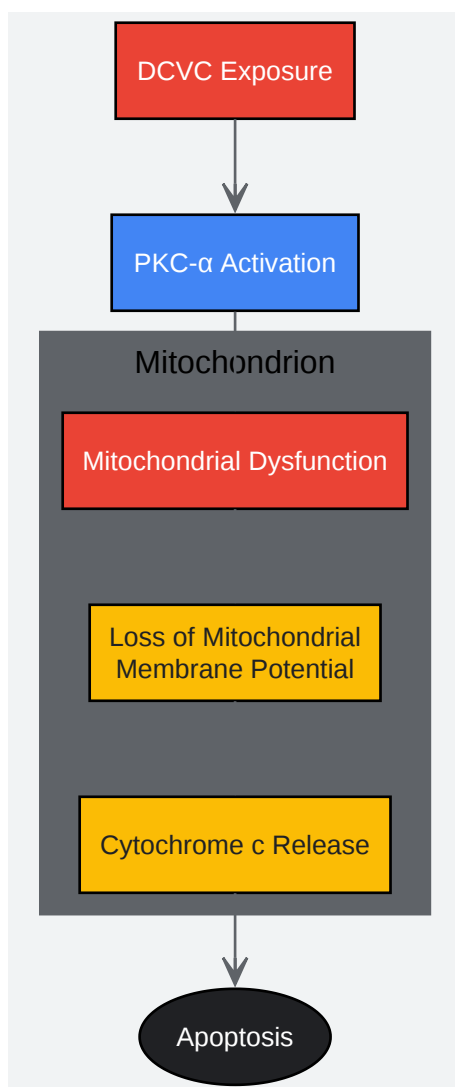 DCVC Exposure
PKC-α Activation
Mitochondrion
Mitochondrial Dysfunction
Loss of Mitochondrial
Membrane Potential
Cytochrome c Release
Apoptosis